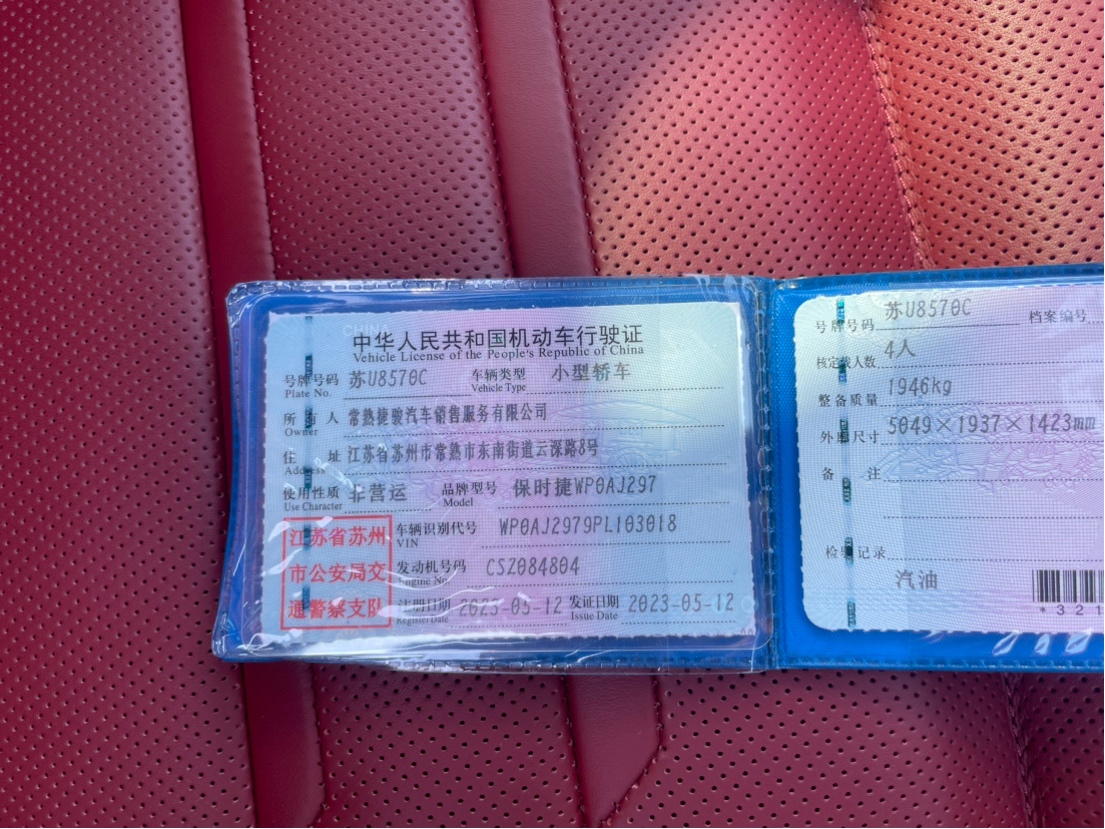 CHINA
中华人民共和国机动车行驶证
Vehicle License of the People's Republic of China
号牌号码 苏U8570C 车辆类型 小型轿车
Plate No. Vehicle Type
所有人 常熟捷骏汽车销售服务有限公司
Owner
住址 江苏省苏州市常熟市东南街道云深路8号
Address
使用性质 非营运 品牌型号 保时捷WP0AJ297
Use Character Model
江苏省苏州
市公安局交
通警察支队
车辆识别代号 WP0AJ2979PL103018
VIN
发动机号码 CSZ084804
Engine No.
注册日期 2023-05-12 发证日期 2023-05-12
Register Date Issue Date
号牌号码 苏U8570C 档案编号
核定载人数 4人
整备质量 1946kg
外廓尺寸 5049×1937×1423mm
备注
检验记录
汽油
*321